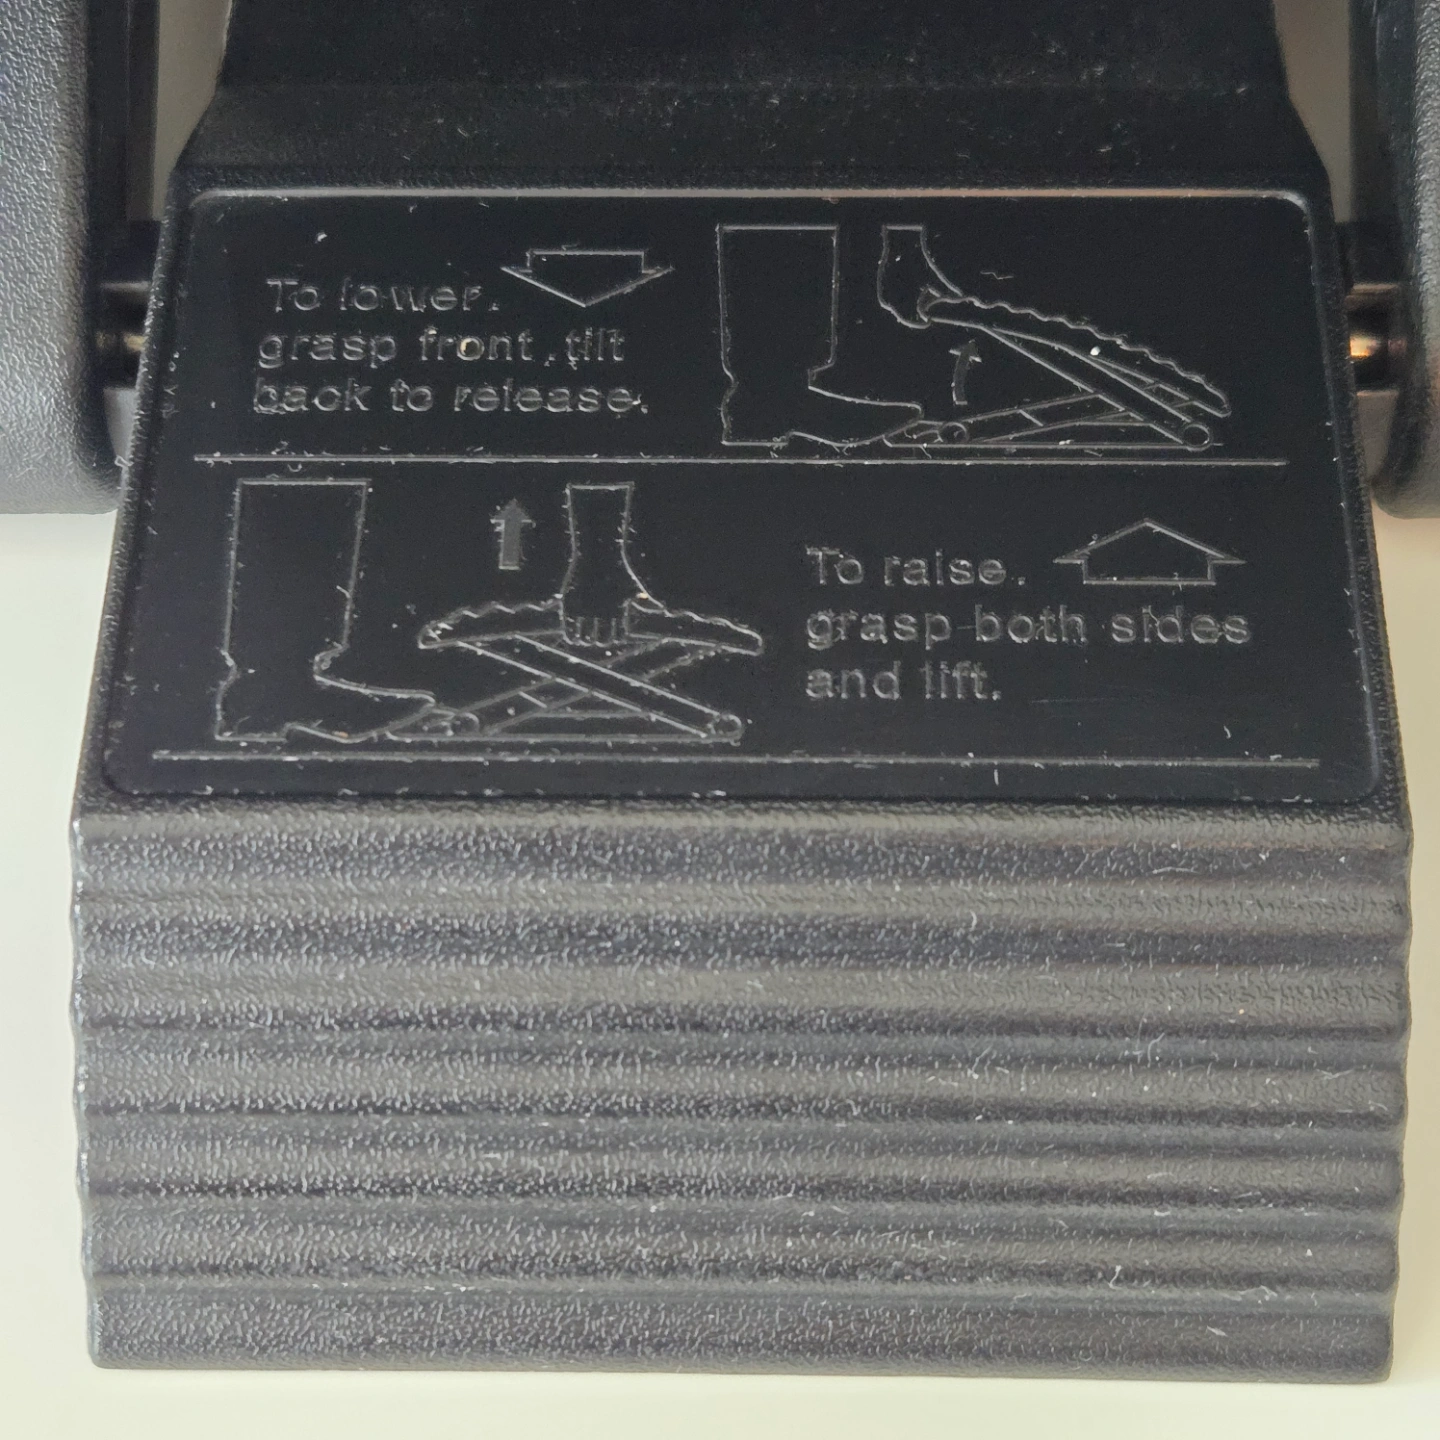 To lower,
grasp front, tilt
back to release.
To raise,
grasp both sides
and lift.